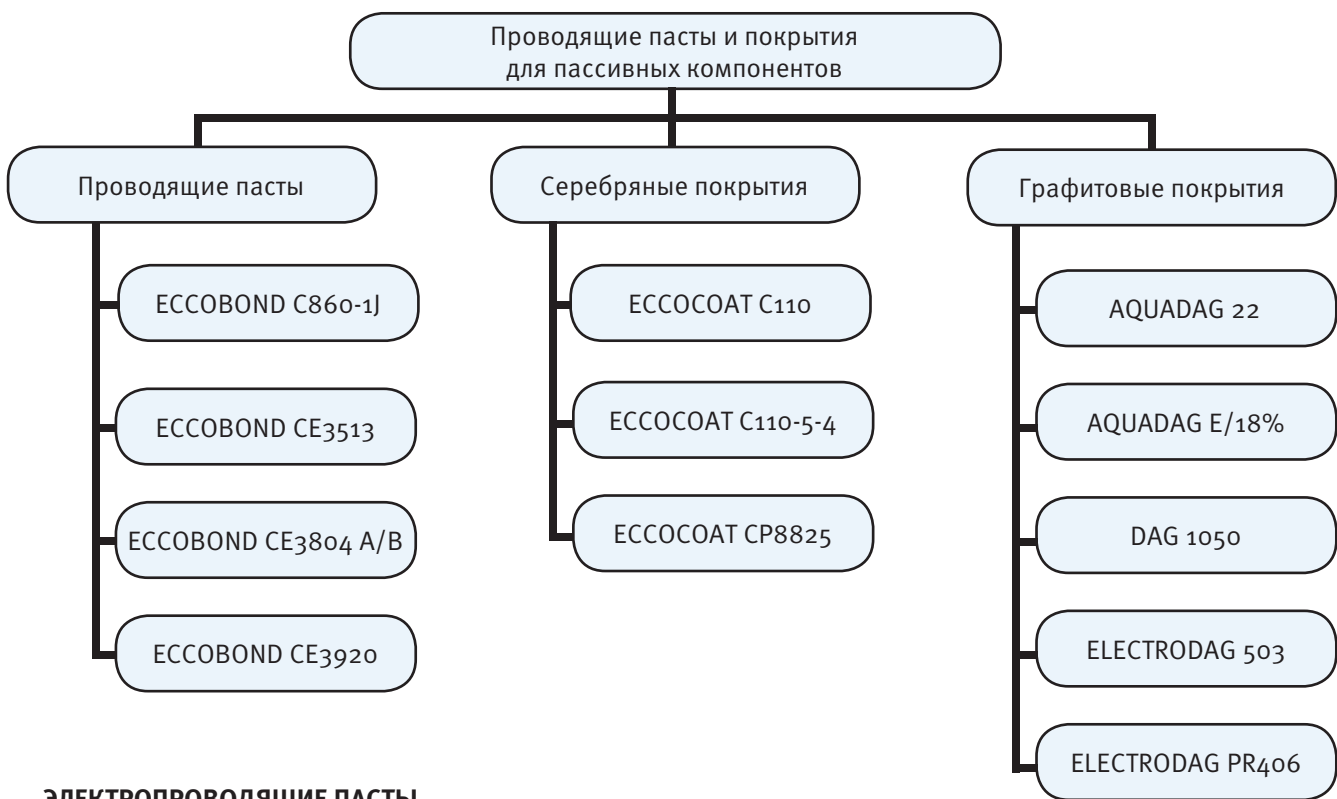 Проводящие пасты и покрытия
для пассивных компонентов
Проводящие пасты
Серебряные покрытия
Графитовые покрытия
ECCOBOND C860-1J
ECCOBOND CE3513
ECCOBOND CE3804 A/B
ECCOBOND CE3920
ECCOCOAT C110
ECCOCOAT C110-5-4
ECCOCOAT CP8825
AQUADAG 22
AQUADAG E/18%
DAG 1050
ELECTRODAG 503
ELECTRODAG PR406
ЭЛЕКТРОПРОВОДЯЩИЕ ПАСТЫ